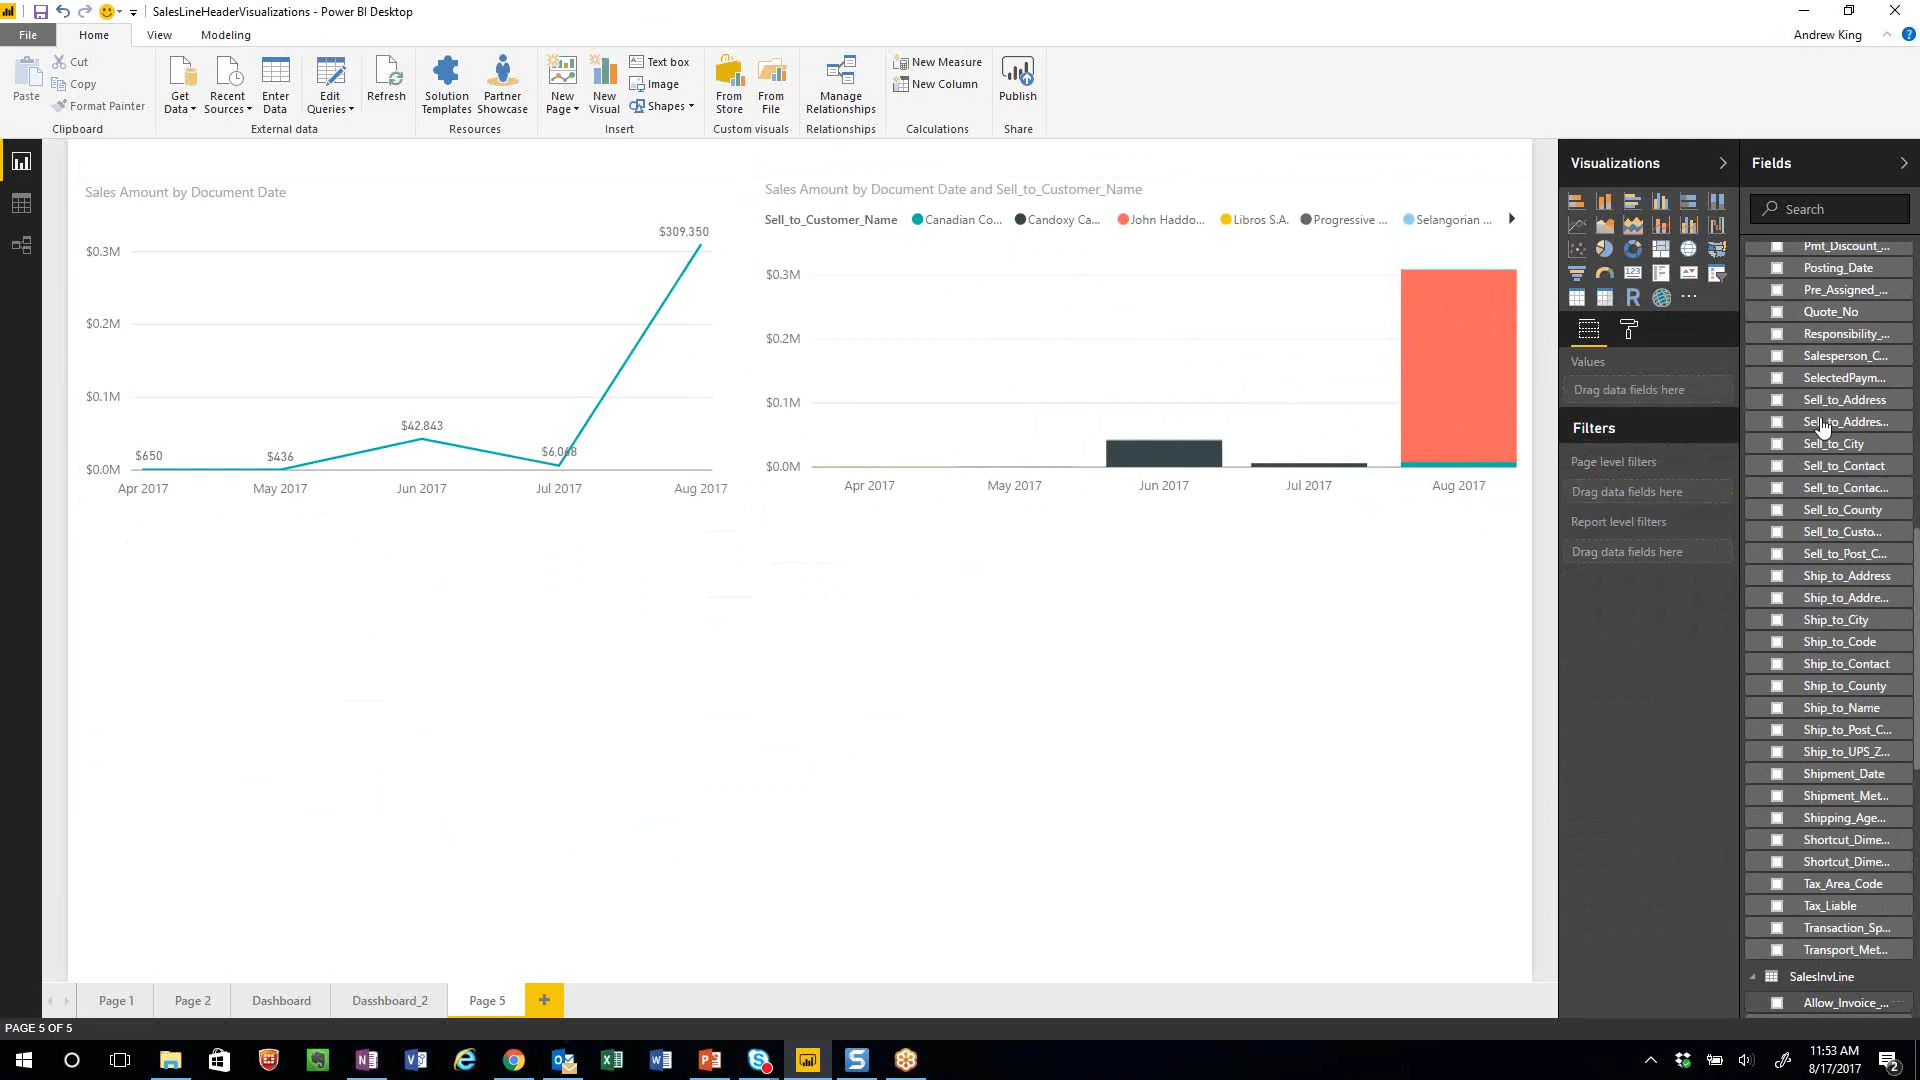 SalesLineHeaderVisualizations - Power BI Desktop
File
Home
View
Modeling
Andrew King
Paste
Cut
Copy
Format Painter
Clipboard
Get Data
Recent Sources
Enter Data
Edit Queries
Refresh
External data
Solution Templates
Partner Showcase
Resources
New Page
New Visual
Text box
Image
Shapes
Insert
From Store
From File
Custom visuals
Manage Relationships
Relationships
New Measure
New Column
Calculations
Publish
Share
Sales Amount by Document Date
$0.3M
$0.2M
$0.1M
$0.0M
$650
$436
$42,843
$309,350
Apr 2017
May 2017
Jun 2017
Jul 2017
Aug 2017
Sales Amount by Document Date and Sell_to_Customer_Name
Sell_to_Customer_Name
Canadian Co...
Candoxy Ca...
John Haddo...
Libros S.A.
Progressive ...
Selangorian ...
$0.3M
$0.2M
$0.1M
$0.0M
Apr 2017
May 2017
Jun 2017
Jul 2017
Aug 2017
Visualizations
Values
Drag data fields here
Filters
Page level filters
Drag data fields here
Report level filters
Drag data fields here
Fields
Search
Pmt_Discount_...
Posting_Date
Pre_Assigned_...
Quote_No
Responsibility_...
Salesperson_C...
SelectedPaym...
Sell_to_Address
Sell_to_Addres...
Sell_to_City
Sell_to_Contact
Sell_to_Contac...
Sell_to_County
Sell_to_Custo...
Sell_to_Post_C...
Ship_to_Address
Ship_to_Addre...
Ship_to_City
Ship_to_Code
Ship_to_Contact
Ship_to_County
Ship_to_Name
Ship_to_Post_C...
Ship_to_UPS_Z...
Shipment_Date
Shipment_Met...
Shipping_Age...
Shortcut_Dime...
Shortcut_Dime...
Tax_Area_Code
Tax_Liable
Transaction_Sp...
Transport_Met...
SalesInvLine
Allow_Invoice_...
Page 1
Page 2
Dashboard
Dasshboard_2
Page 5
PAGE 5 OF 5
11:53 AM
8/17/2017